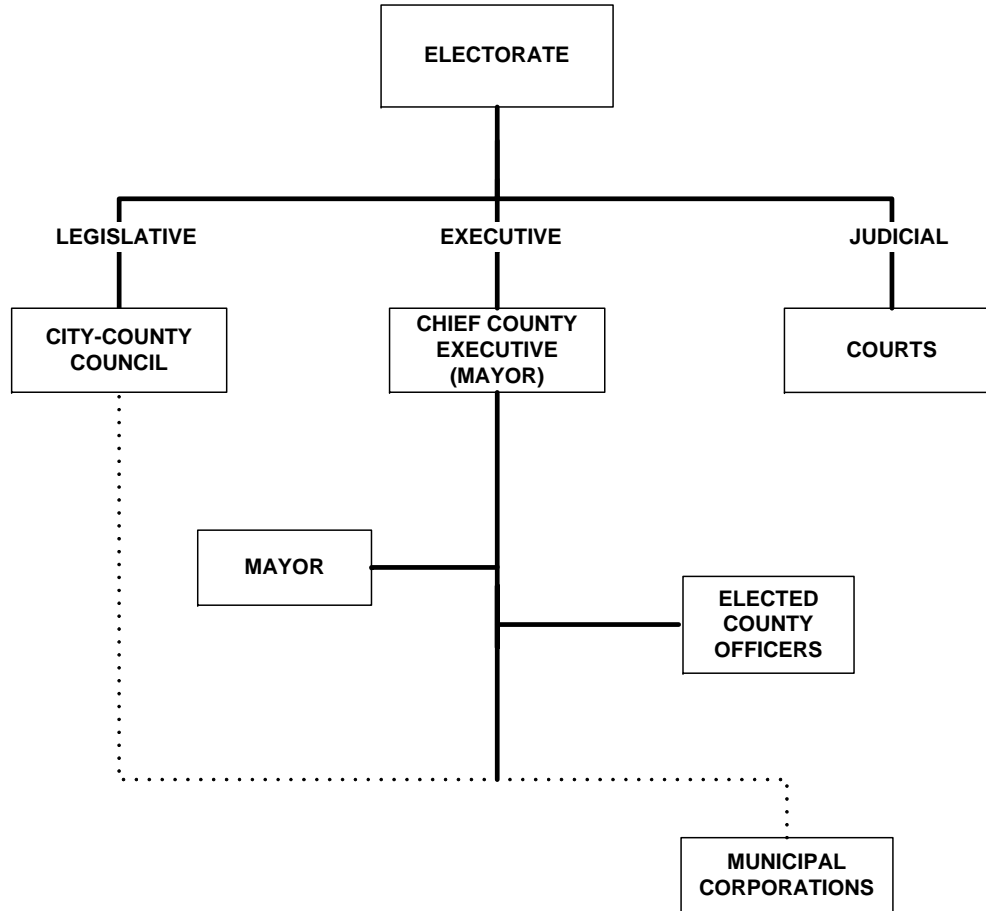 ELECTORATE
LEGISLATIVE
EXECUTIVE
JUDICIAL
CITY-COUNTY
COUNCIL
CHIEF COUNTY
EXECUTIVE
(MAYOR)
COURTS
MAYOR
ELECTED
COUNTY
OFFICERS
MUNICIPAL
CORPORATIONS